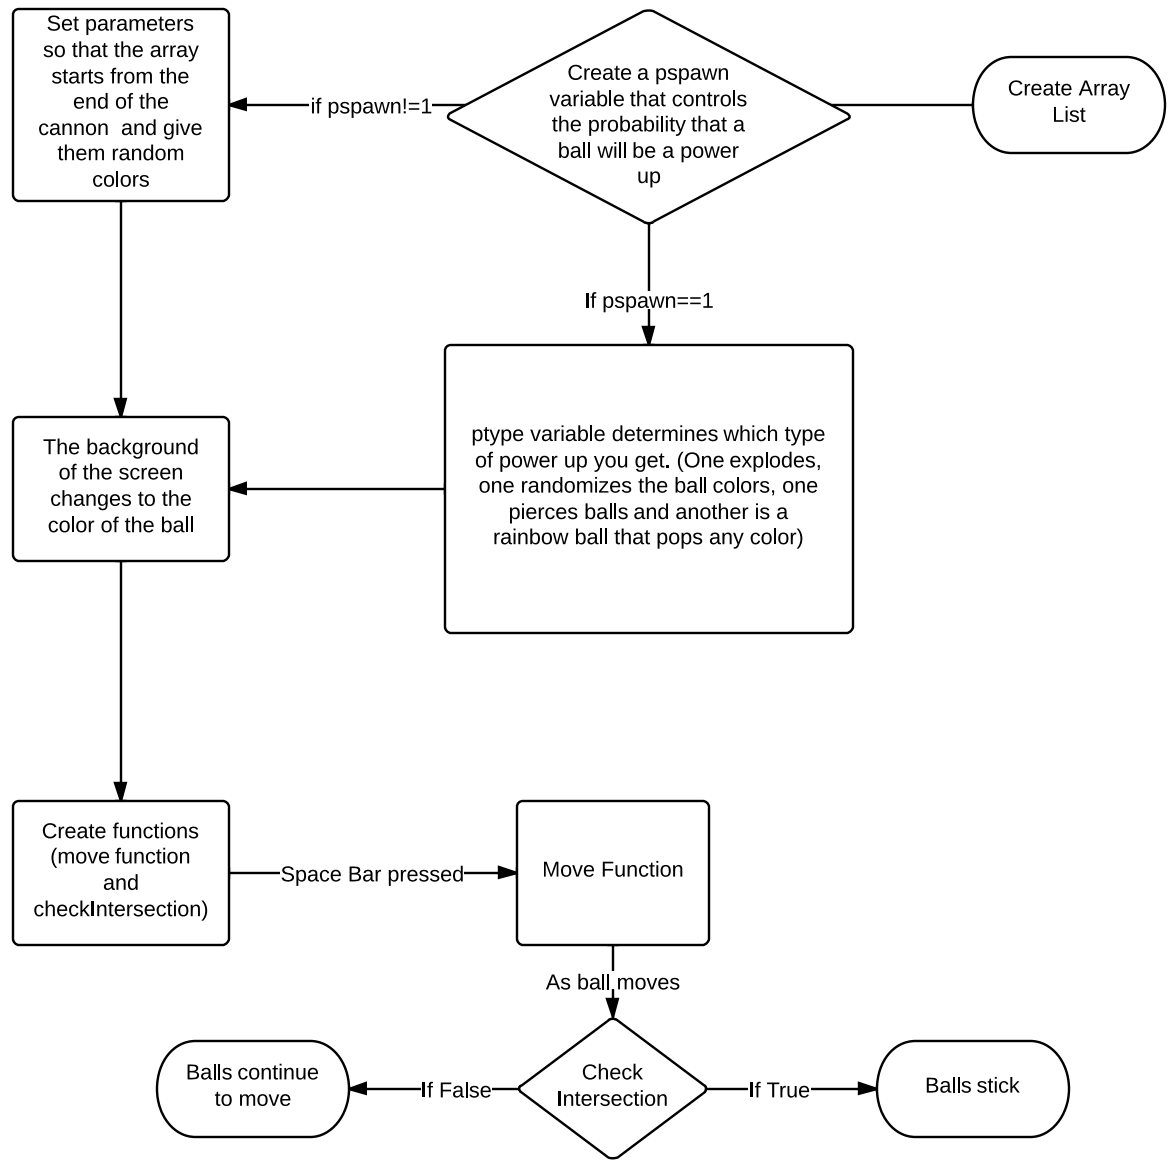 Set parameters
so that the array
starts from the
end of the
cannon and give
them random
colors
if pspawn!=1
Create a pspawn
variable that controls
the probability that a
ball will be a power
up
Create Array
List
If pspawn==1
ptype variable determines which type
of power up you get. (One explodes,
one randomizes the ball colors, one
pierces balls and another is a
rainbow ball that pops any color)
The background
of the screen
changes to the
color of the ball
Create functions
(move function
and
checkIntersection)
Space Bar pressed
Move Function
As ball moves
Check
Intersection
If False
Balls continue
to move
If True
Balls stick